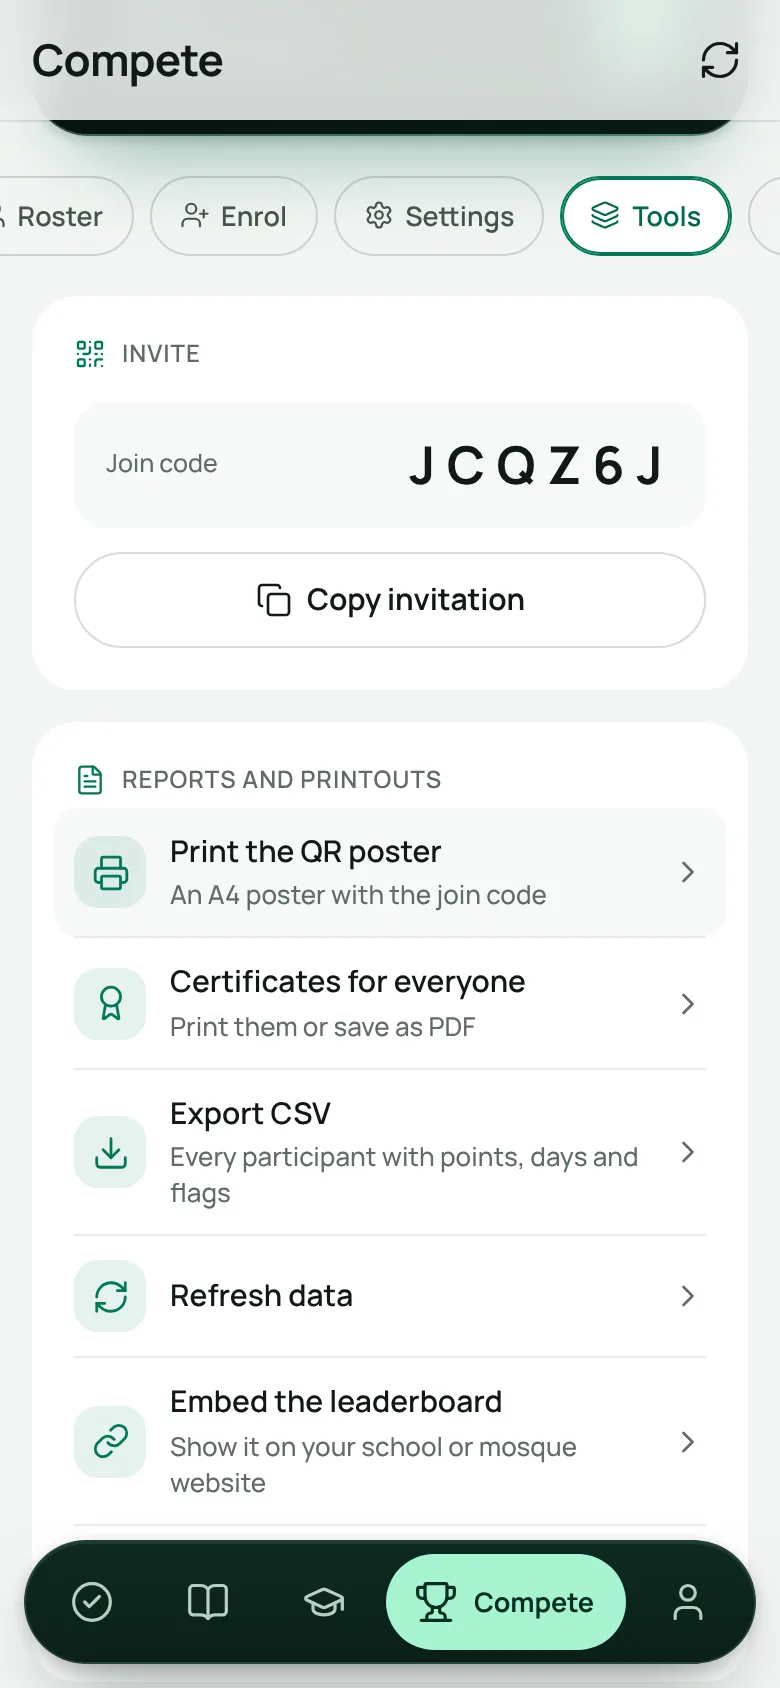 Compete
Roster
Enrol
Settings
Tools
INVITE
Join code
JCQZ6J
Copy invitation
REPORTS AND PRINTOUTS
Print the QR poster
An A4 poster with the join code
Certificates for everyone
Print them or save as PDF
Export CSV
Every participant with points, days and
flags
Refresh data
Embed the leaderboard
Show it on your school or mosque
website
Compete